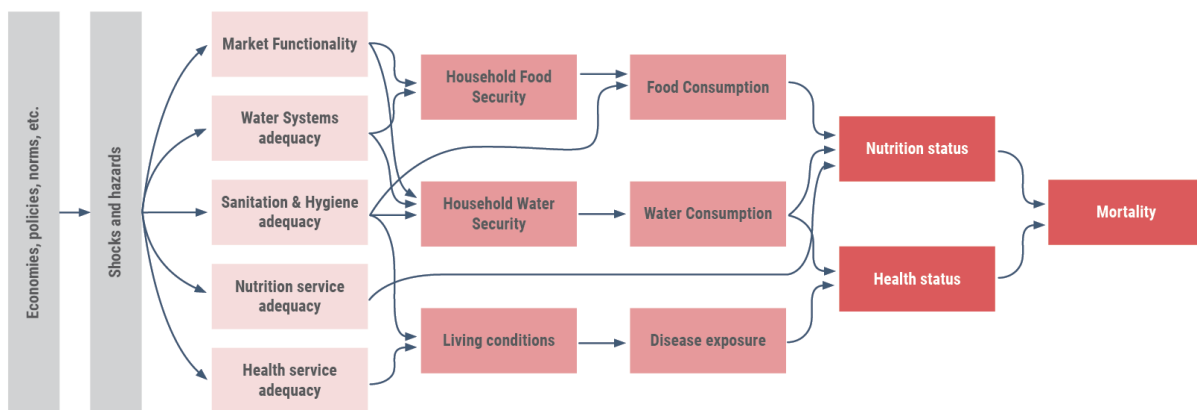 Economies, policies, norms, etc.
Shocks and hazards
Market Functionality
Water Systems
adequacy
Sanitation & Hygiene
adequacy
Nutrition service
adequacy
Health service
adequacy
Household Food
Security
Household Water
Security
Living conditions
Food Consumption
Water Consumption
Disease exposure
Nutrition status
Health status
Mortality